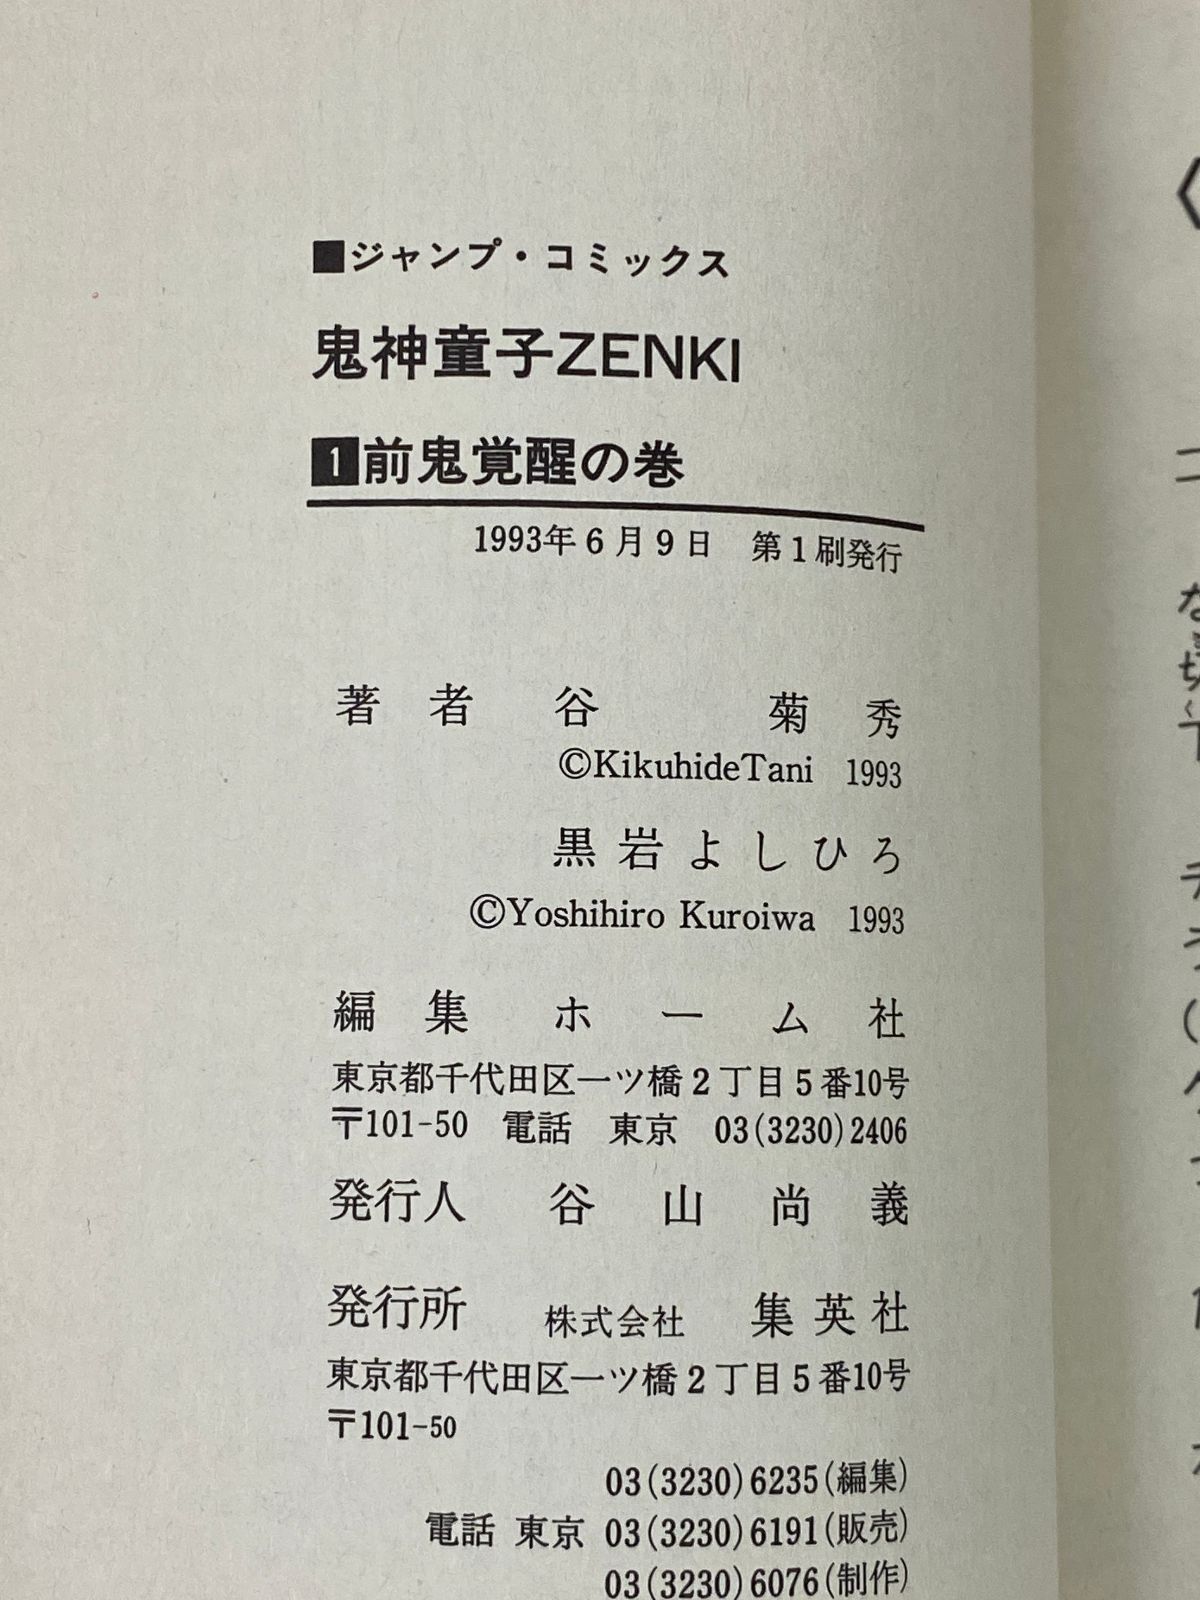 ■ジャンプ・コミックス
鬼神童子ZENKI
1前鬼覚醒の巻
1993年6月9日　第1刷発行
著者　谷　菊秀
©KikuhideTani 1993
黒岩よしひろ
©Yoshihiro Kuroiwa 1993
編集　ホーム社
東京都千代田区一ツ橋2丁目5番10号
〒101-50　電話　東京　03(3230)2406
発行人　谷山尚義
発行所　株式会社　集英社
東京都千代田区一ツ橋2丁目5番10号
〒101-50
03(3230)6235(編集)
電話 東京 03(3230)6191(販売)
03(3230)6076(制作)